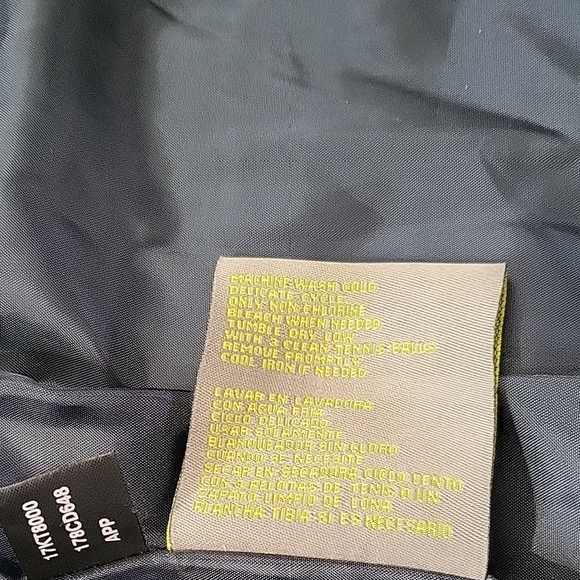 MACHINE WASH COLD
DELICATE CYCLE
ONLY NON-CHLORINE
BLEACH WHEN NEEDED
TUMBLE DRY LOW
WITH 3 CLEAN TENNIS BALLS
REMOVE PROMPTLY
COOL IRON IF NEEDED
LAVAR EN LAVADORA
CON AGUA FRIA
CICLO DELICADO
USAR SOLAMENTE
BLANQUEADOR SIN CLORO
CUANDO SE NECESITE
SECAR EN SECADORA CICLO LENTO
CON 3 PELOTAS DE TENIS O UN
ZAPATO LIMPIO DE LONA
PLANCHA TIBIA SI ES NECESARIO
17KT8000
178CD648
APP